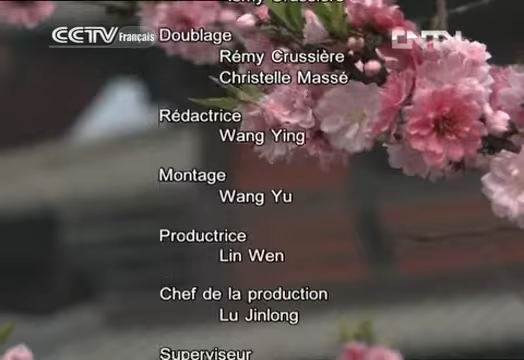 CCTV Français
CNTV
Doublage
Rémy Crussière
Christelle Massé
Rédactrice
Wang Ying
Montage
Wang Yu
Productrice
Lin Wen
Chef de la production
Lu Jinlong
Superviseur